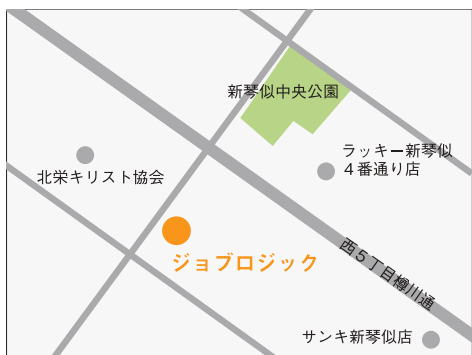 新琴似中央公園
ラッキー新琴似
４番通り店
北栄キリスト協会
ジョブロジック
西５丁目樽川通
サンキ新琴似店